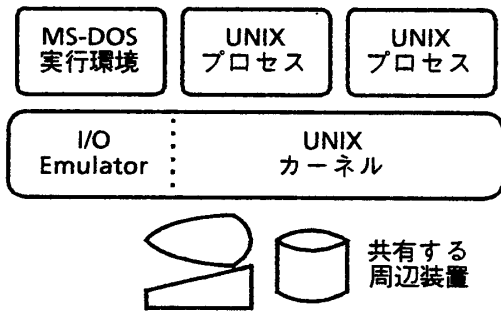 MS-DOS
実行環境
UNIX
プロセス
UNIX
プロセス
I/O
Emulator
UNIX
カーネル
共有する
周辺装置